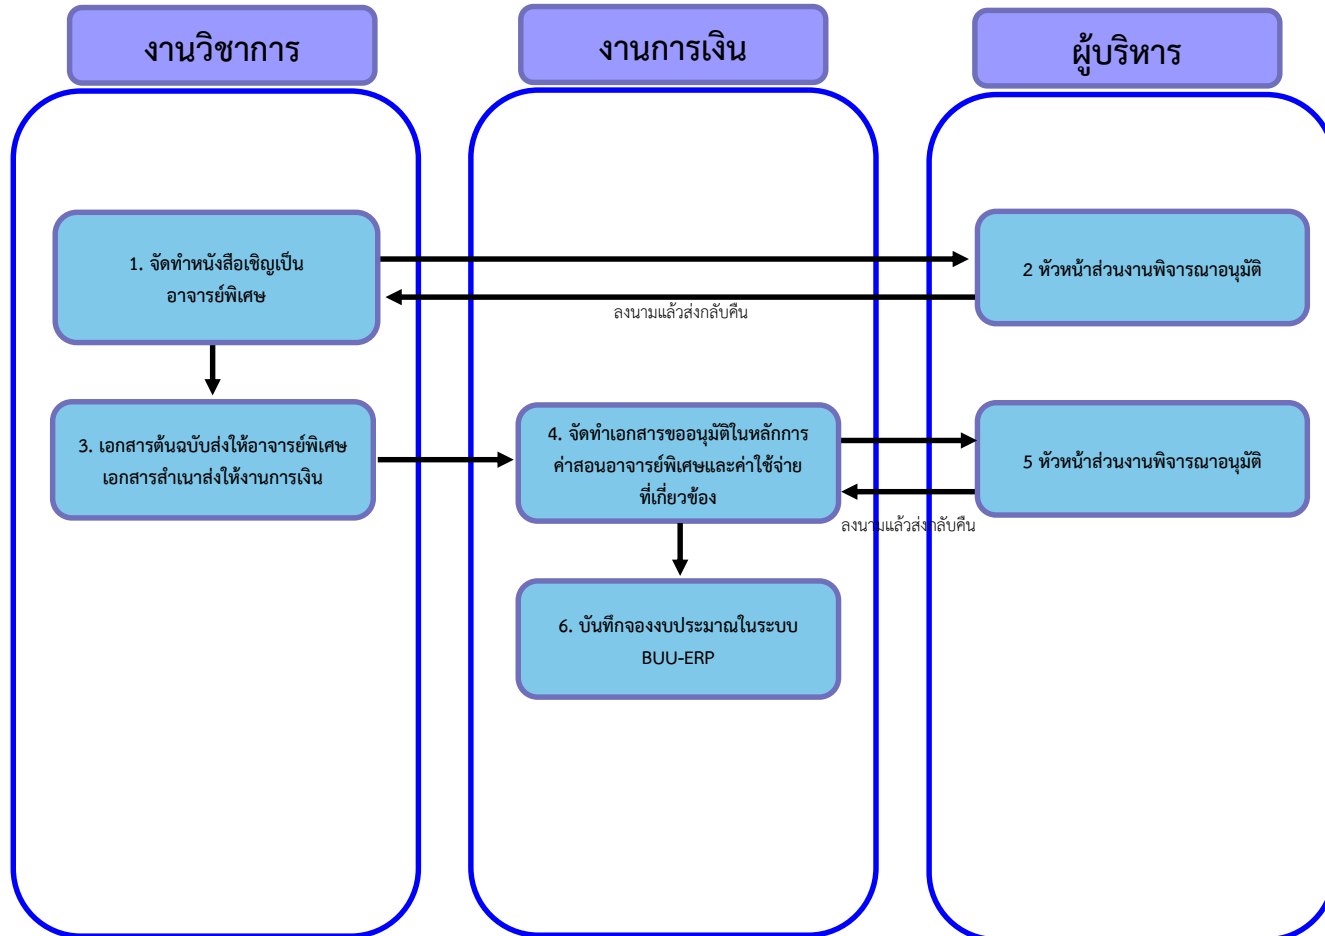 งานวิชาการ
งานการเงิน
ผู้บริหาร
1. จัดทำหนังสือเชิญเป็น
อาจารย์พิเศษ
2 หัวหน้าส่วนงานพิจารณาอนุมัติ
ลงนามแล้วส่งกลับคืน
3. เอกสารต้นฉบับส่งให้อาจารย์พิเศษ
เอกสารสำเนาส่งให้งานการเงิน
4. จัดทำเอกสารขออนุมัติในหลักการ
ค่าสอนอาจารย์พิเศษและค่าใช้จ่าย
ที่เกี่ยวข้อง
5 หัวหน้าส่วนงานพิจารณาอนุมัติ
ลงนามแล้วส่งกลับคืน
6. บันทึกจองงบประมาณในระบบ
BUU-ERP